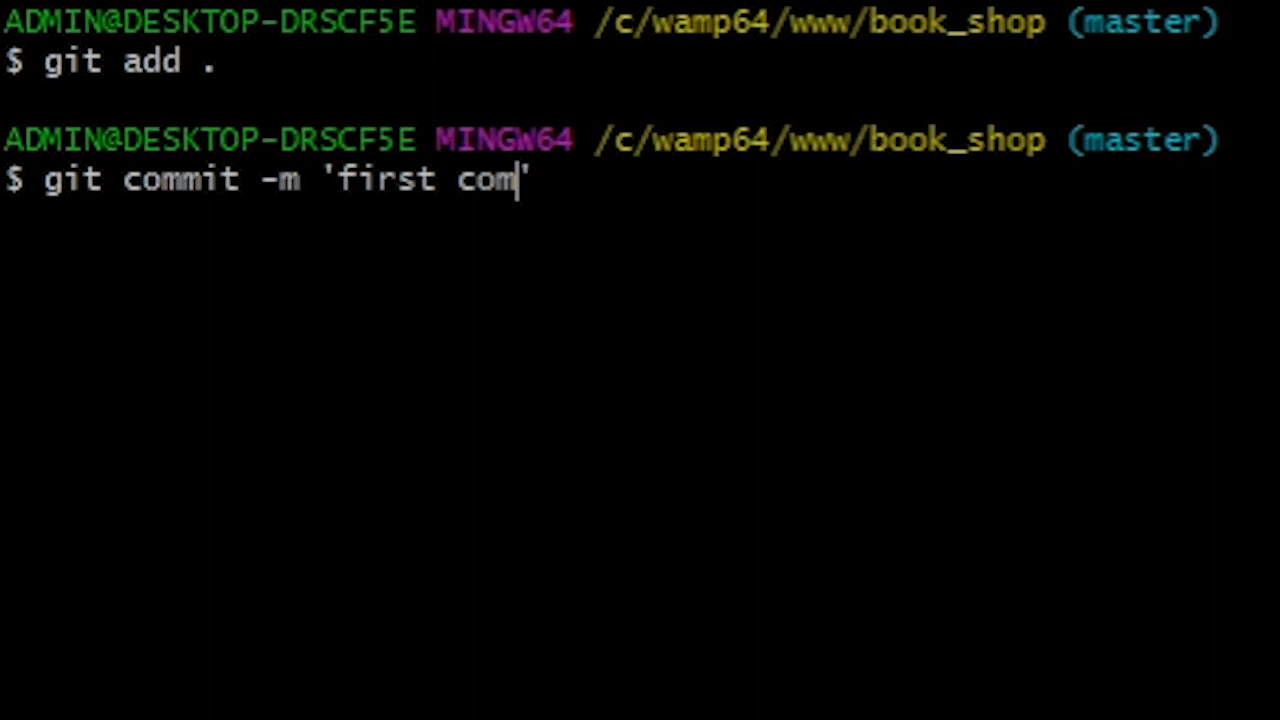 ADMIN@DESKTOP-DRSCF5E MINGW64 /c/wamp64/www/book_shop (master)
$ git add .
ADMIN@DESKTOP-DRSCF5E MINGW64 /c/wamp64/www/book_shop (master)
$ git commit -m 'first com'